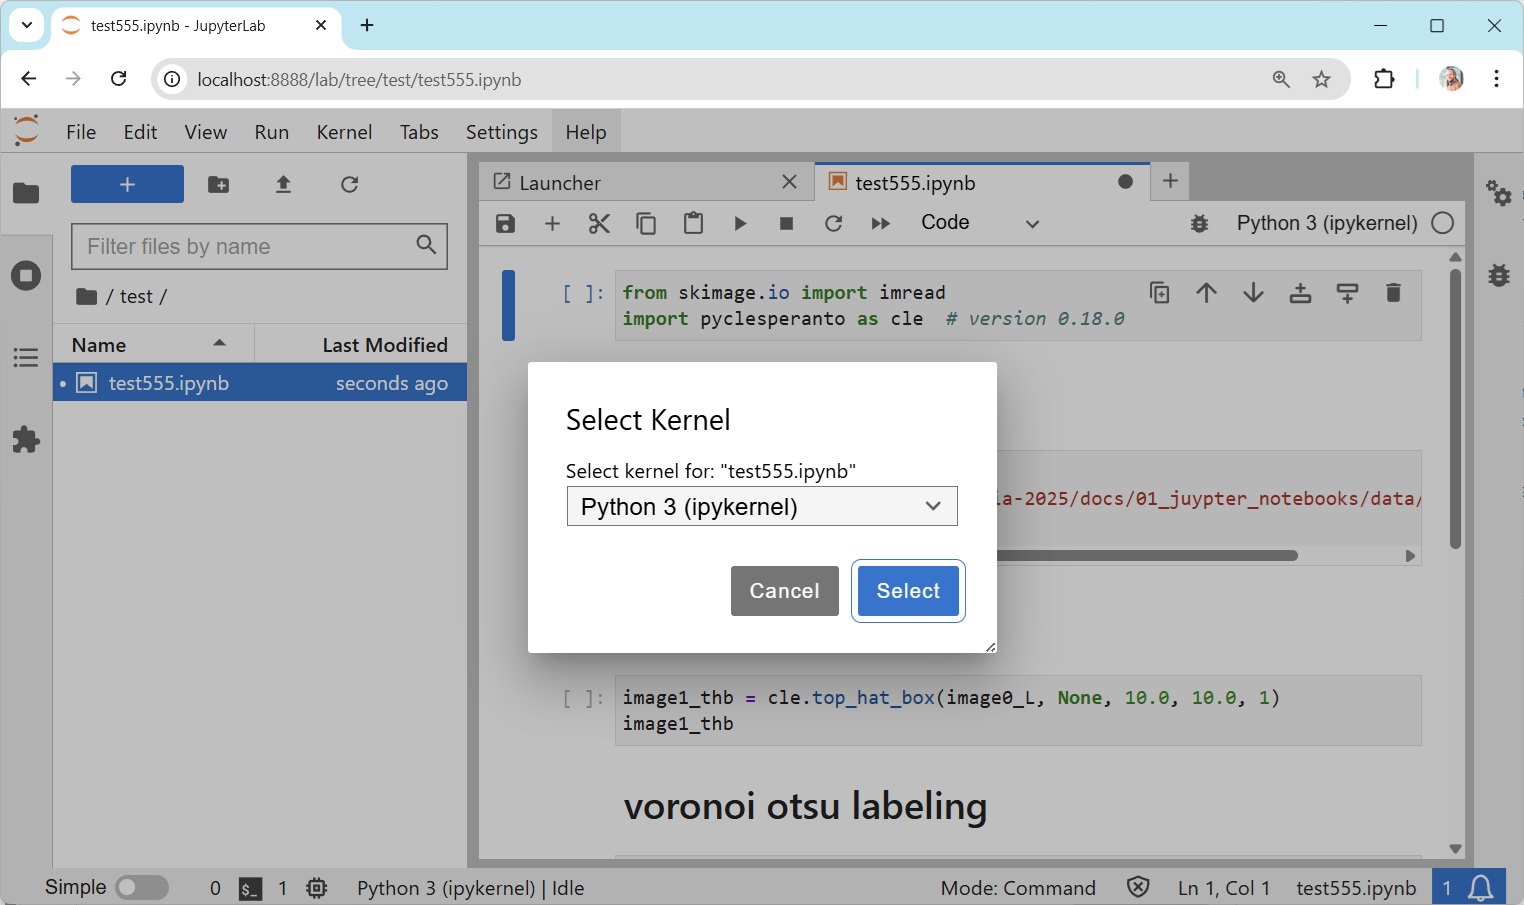 test555.ipynb - JupyterLab
localhost:8888/lab/tree/test/test555.ipynb
File Edit View Run Kernel Tabs Settings Help
Filter files by name
/ test /
Name Last Modified
test555.ipynb seconds ago
Launcher
test555.ipynb
Code
Python 3 (ipykernel)
[ ]: from skimage.io import imread
import pyclesperanto as cle # version 0.18.0
ia-2025/docs/01_juypter_notebooks/data/
Select Kernel
Select kernel for: "test555.ipynb"
Python 3 (ipykernel)
Cancel Select
[ ]: image1_thb = cle.top_hat_box(image0_L, None, 10.0, 10.0, 1)
image1_thb
voronoi otsu labeling
Simple 0 $_ 1 Python 3 (ipykernel) | Idle Mode: Command Ln 1, Col 1 test555.ipynb 1